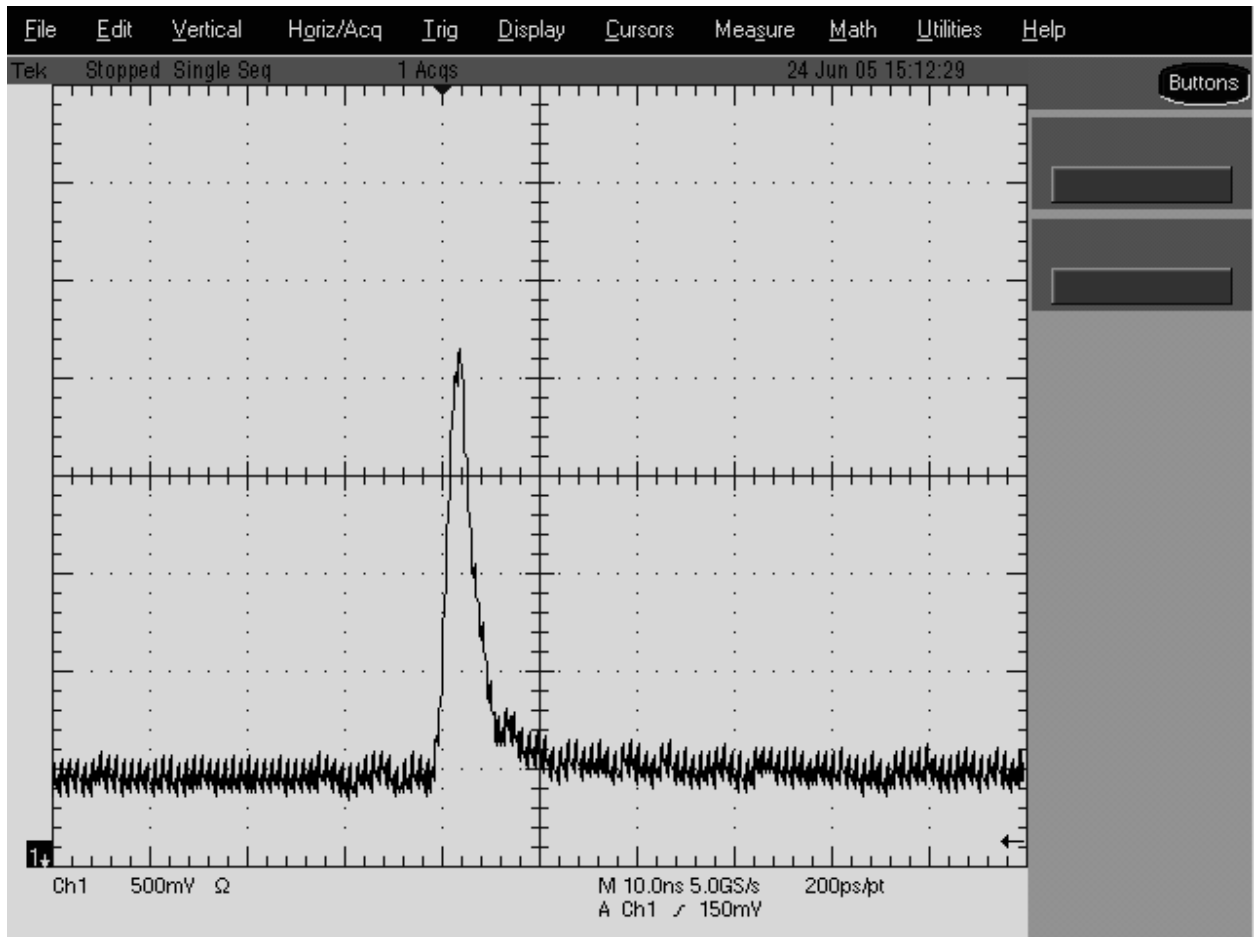 File Edit Vertical Horiz/Acq Trig Display Cursors Measure Math Utilities Help
Tek Stopped Single Seq 1 Acqs 24 Jun 05 15:12:29
Buttons
1
Ch1 500mV Ω M 10.0ns 5.0GS/s 200ps/pt
A Ch1 ⁄ 150mV